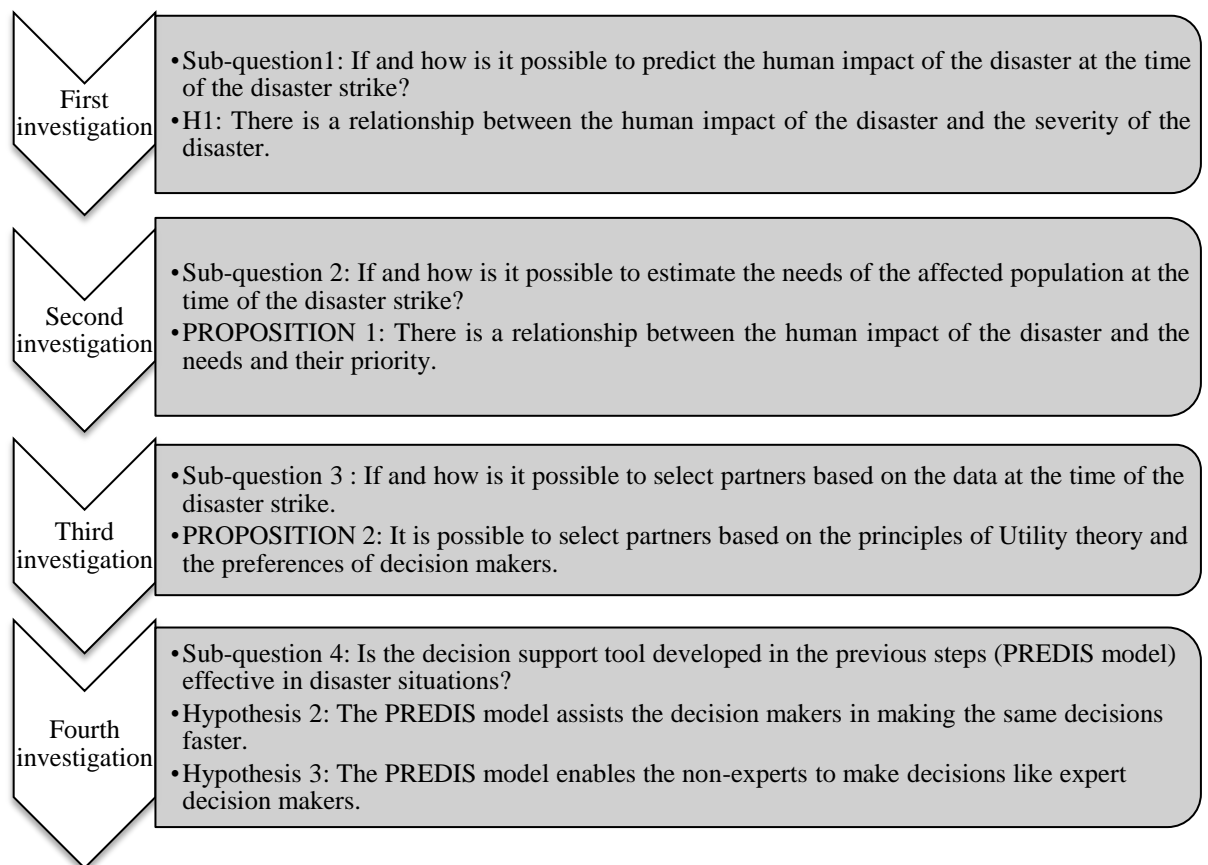 First
investigation
•Sub-question1: If and how is it possible to predict the human impact of the disaster at the time
of the disaster strike?
•H1: There is a relationship between the human impact of the disaster and the severity of the
disaster.
Second
investigation
•Sub-question 2: If and how is it possible to estimate the needs of the affected population at the
time of the disaster strike?
•PROPOSITION 1: There is a relationship between the human impact of the disaster and the
needs and their priority.
Third
investigation
•Sub-question 3 : If and how is it possible to select partners based on the data at the time of the
disaster strike.
•PROPOSITION 2: It is possible to select partners based on the principles of Utility theory and
the preferences of decision makers.
Fourth
investigation
•Sub-question 4: Is the decision support tool developed in the previous steps (PREDIS model)
effective in disaster situations?
•Hypothesis 2: The PREDIS model assists the decision makers in making the same decisions
faster.
•Hypothesis 3: The PREDIS model enables the non-experts to make decisions like expert
decision makers.